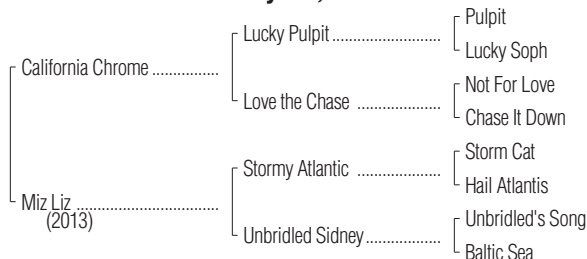 Pulpit
Lucky Pulpit
Lucky Soph
California Chrome
Not For Love
Love the Chase
Chase It Down
Storm Cat
Stormy Atlantic
Hail Atlantis
Miz Liz
(2013)
Unbridled's Song
Unbridled Sidney
Baltic Sea